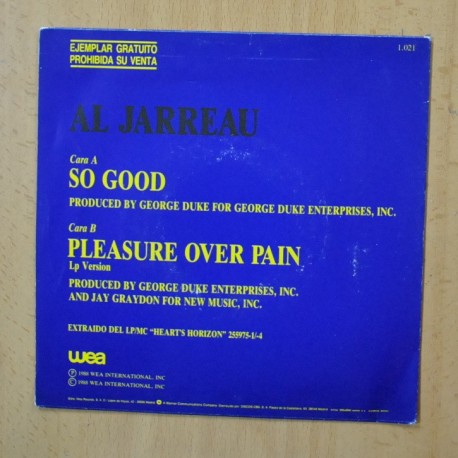 EJEMPLAR GRATUITO
PROHIBIDA SU VENTA
1.021
AL JARREAU
Cara A
SO GOOD
PRODUCED BY GEORGE DUKE FOR GEORGE DUKE ENTERPRISES, INC.
Cara B
PLEASURE OVER PAIN
Lp Version
PRODUCED BY GEORGE DUKE ENTERPRISES, INC.
AND JAY GRAYDON FOR NEW MUSIC, INC.
EXTRAIDO DEL LP/MC "HEART'S HORIZON" 255975-1/-4
wea
Ⓟ 1988 WEA INTERNATIONAL, INC
© 1988 WEA INTERNATIONAL, INC.
A Warner Communications Company